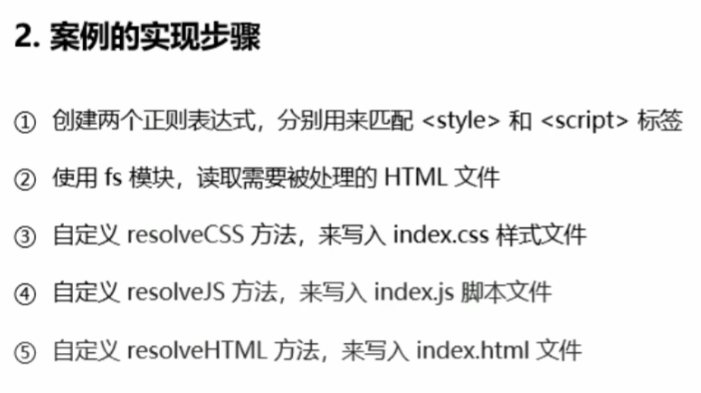 2. 案例的实现步骤
① 创建两个正则表达式，分别用来匹配 <style> 和 <script> 标签
② 使用 fs 模块，读取需要被处理的 HTML 文件
③ 自定义 resolveCSS 方法，来写入 index.css 样式文件
④ 自定义 resolveJS 方法，来写入 index.js 脚本文件
⑤ 自定义 resolveHTML 方法，来写入 index.html 文件